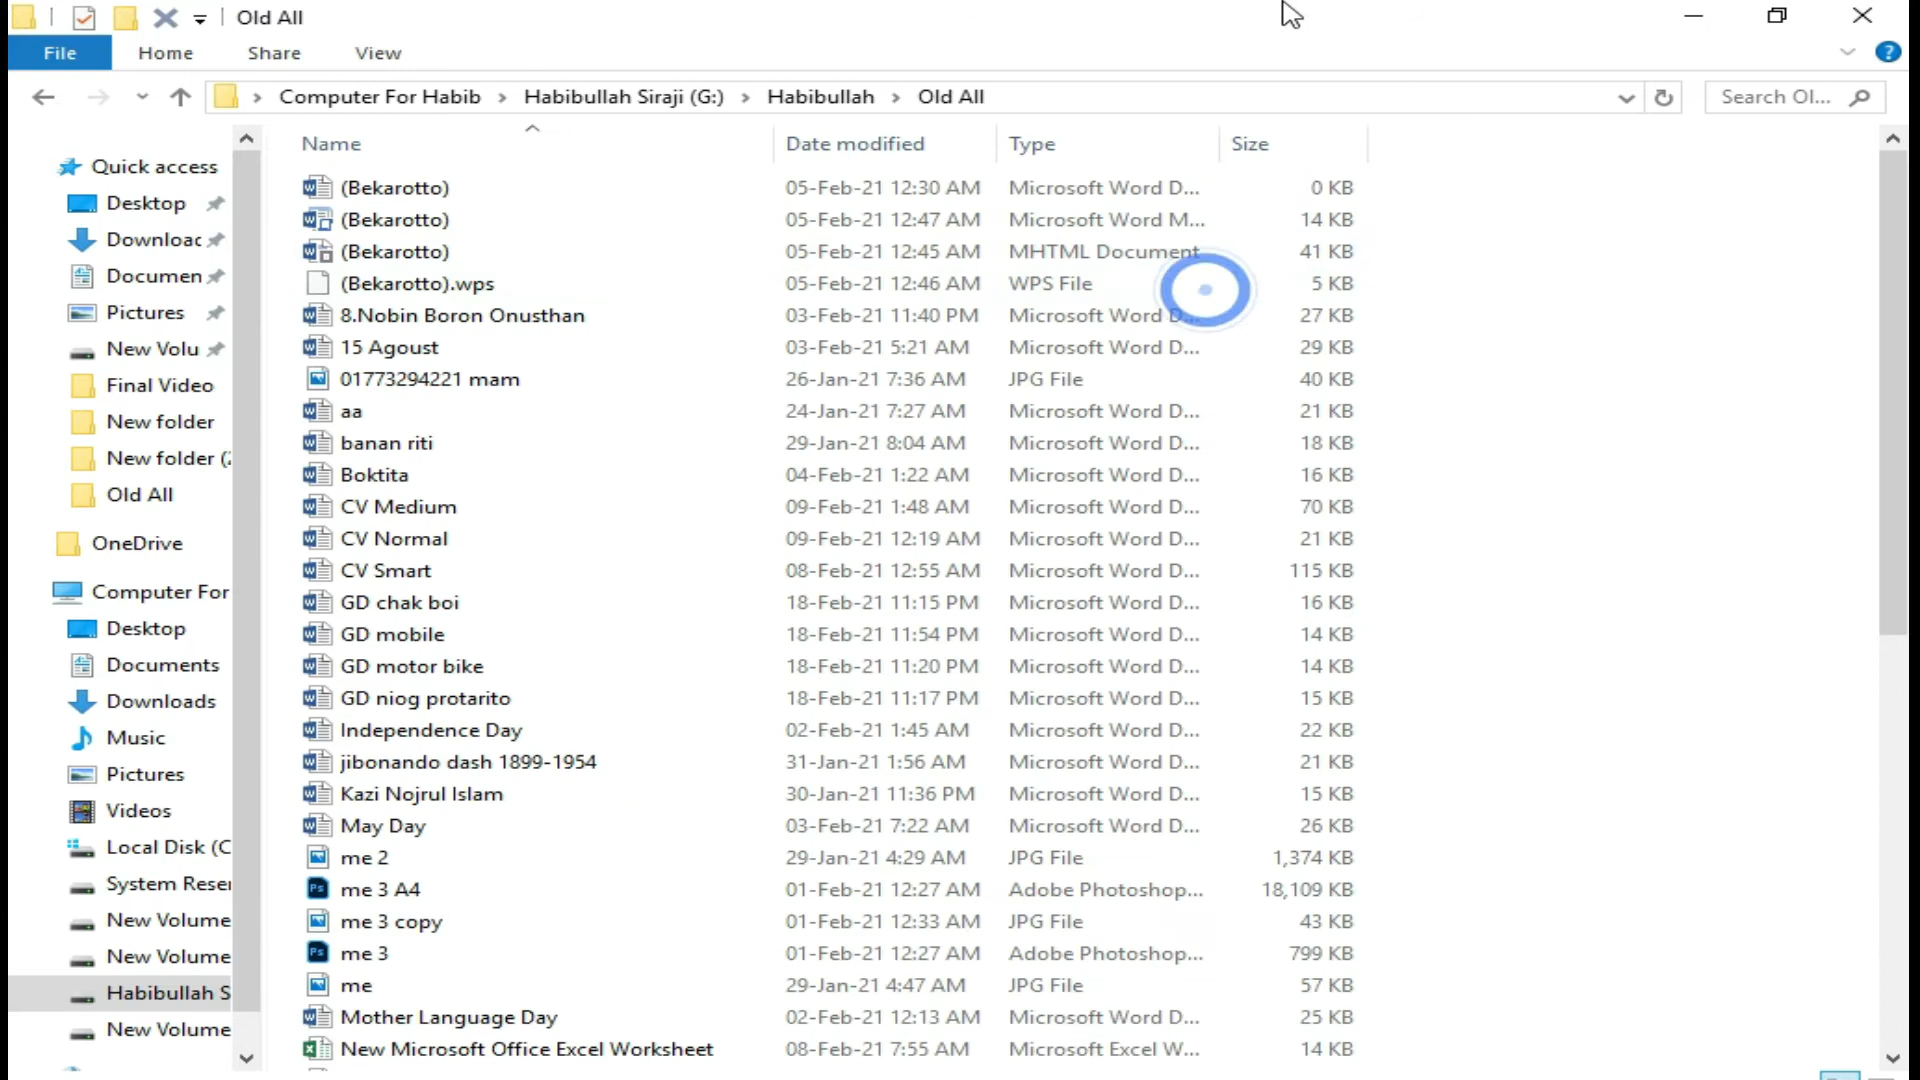 Old All
File Home Share View
Computer For Habib Habibullah Siraji (G:) Habibullah Old All Search Ol...
Name Date modified Type Size
Quick access
Desktop
Downloac
Documen
Pictures
New Volu
Final Video
New folder
New folder (2
Old All
OneDrive
Computer For
Desktop
Documents
Downloads
Music
Pictures
Videos
Local Disk (C
System Reser
New Volume
New Volume
Habibullah S
New Volume
(Bekarotto) 05-Feb-21 12:30 AM Microsoft Word D... 0 KB
(Bekarotto) 05-Feb-21 12:47 AM Microsoft Word M... 14 KB
(Bekarotto) 05-Feb-21 12:45 AM MHTML Document 41 KB
(Bekarotto).wps 05-Feb-21 12:46 AM WPS File 5 KB
8.Nobin Boron Onusthan 03-Feb-21 11:40 PM Microsoft Word D... 27 KB
15 Agoust 03-Feb-21 5:21 AM Microsoft Word D... 29 KB
01773294221 mam 26-Jan-21 7:36 AM JPG File 40 KB
aa 24-Jan-21 7:27 AM Microsoft Word D... 21 KB
banan riti 29-Jan-21 8:04 AM Microsoft Word D... 18 KB
Boktita 04-Feb-21 1:22 AM Microsoft Word D... 16 KB
CV Medium 09-Feb-21 1:48 AM Microsoft Word D... 70 KB
CV Normal 09-Feb-21 12:19 AM Microsoft Word D... 21 KB
CV Smart 08-Feb-21 12:55 AM Microsoft Word D... 115 KB
GD chak boi 18-Feb-21 11:15 PM Microsoft Word D... 16 KB
GD mobile 18-Feb-21 11:54 PM Microsoft Word D... 14 KB
GD motor bike 18-Feb-21 11:20 PM Microsoft Word D... 14 KB
GD niog protarito 18-Feb-21 11:17 PM Microsoft Word D... 15 KB
Independence Day 02-Feb-21 1:45 AM Microsoft Word D... 22 KB
jibonando dash 1899-1954 31-Jan-21 1:56 AM Microsoft Word D... 21 KB
Kazi Nojrul Islam 30-Jan-21 11:36 PM Microsoft Word D... 15 KB
May Day 03-Feb-21 7:22 AM Microsoft Word D... 26 KB
me 2 29-Jan-21 4:29 AM JPG File 1,374 KB
me 3 A4 01-Feb-21 12:27 AM Adobe Photoshop... 18,109 KB
me 3 copy 01-Feb-21 12:33 AM JPG File 43 KB
me 3 01-Feb-21 12:27 AM Adobe Photoshop... 799 KB
me 29-Jan-21 4:47 AM JPG File 57 KB
Mother Language Day 02-Feb-21 12:13 AM Microsoft Word D... 25 KB
New Microsoft Office Excel Worksheet 08-Feb-21 7:55 AM Microsoft Excel W... 14 KB